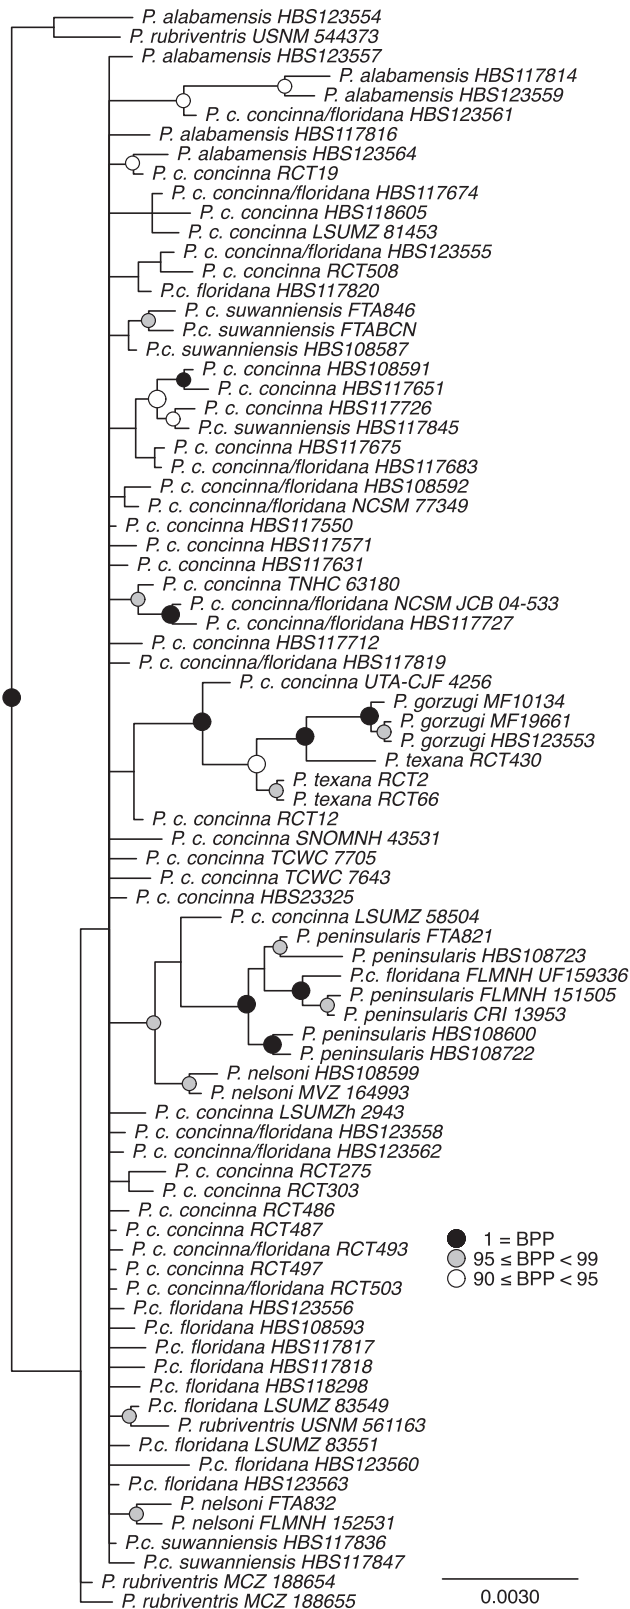 P. alabamensis HBS123554
P. rubriventris USNM 544373
P. alabamensis HBS123557
P. alabamensis HBS117814
P. alabamensis HBS123559
P. c. concinna/floridana HBS123561
P. alabamensis HBS117816
P. alabamensis HBS123564
P. c. concinna RCT19
P. c. concinna/floridana HBS117674
P. c. concinna HBS118605
P. c. concinna LSUMZ 81453
P. c. concinna/floridana HBS123555
P. c. concinna RCT508
P.c. floridana HBS117820
P.c. suwanniensis FTA846
P.c. suwanniensis FTABCN
P.c. suwanniensis HBS108587
P. c. concinna HBS108591
P. c. concinna HBS117651
P. c. concinna HBS117726
P.c. suwanniensis HBS117845
P. c. concinna HBS117675
P. c. concinna/floridana HBS117683
P. c. concinna/floridana HBS108592
P. c. concinna/floridana NCSM 77349
P. c. concinna HBS117550
P. c. concinna HBS117571
P. c. concinna HBS117631
P. c. concinna TNHC 63180
P. c. concinna/floridana NCSM JCB 04-533
P. c. concinna/floridana HBS117727
P. c. concinna HBS117712
P. c. concinna/floridana HBS117819
P. c. concinna UTA-CJF 4256
P. gorzugi MF10134
P. gorzugi MF19661
P. gorzugi HBS123553
P. texana RCT430
P. texana RCT2
P. texana RCT66
P. c. concinna RCT12
P. c. concinna SNOMNH 43531
P. c. concinna TCWC 7705
P. c. concinna TCWC 7643
P. c. concinna HBS23325
P. c. concinna LSUMZ 58504
P. peninsularis FTA821
P. peninsularis HBS108723
P.c. floridana FLMNH UF159336
P. peninsularis FLMNH 151505
P. peninsularis CRI 13953
P. peninsularis HBS108600
P. peninsularis HBS108722
P. nelsoni HBS108599
P. nelsoni MVZ 164993
P. c. concinna LSUMZh 2943
P. c. concinna/floridana HBS123558
P. c. concinna/floridana HBS123562
P. c. concinna RCT275
P. c. concinna RCT303
P. c. concinna RCT486
P. c. concinna RCT487
P. c. concinna/floridana RCT493
P. c. concinna RCT497
P. c. concinna/floridana RCT503
P.c. floridana HBS123556
P.c. floridana HBS108593
P.c. floridana HBS117817
P.c. floridana HBS117818
P.c. floridana HBS118298
P.c. floridana LSUMZ 83549
P. rubriventris USNM 561163
P.c. floridana LSUMZ 83551
P.c. floridana HBS123560
P.c. floridana HBS123563
P. nelsoni FTA832
P. nelsoni FLMNH 152531
P.c. suwanniensis HBS117836
P.c. suwanniensis HBS117847
P. rubriventris MCZ 188654
P. rubriventris MCZ 188655
1 = BPP
95 ≤ BPP < 99
90 ≤ BPP < 95
0.0030